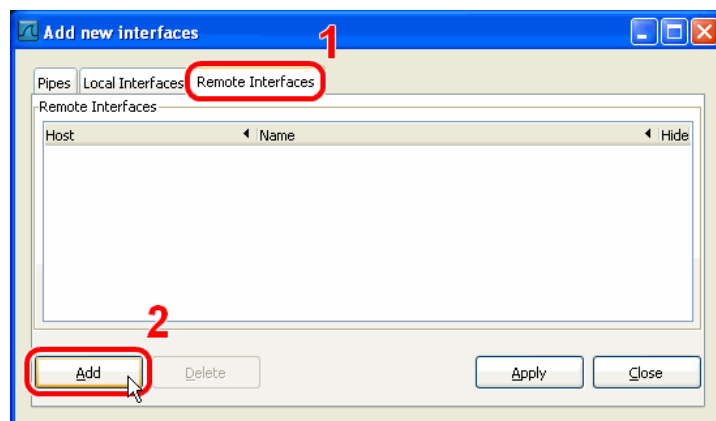 Add new interfaces
1
Pipes Local Interfaces Remote Interfaces
Remote Interfaces
Host Name Hide
2
Add Delete Apply Close